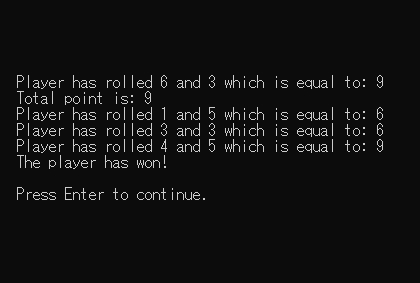 Player has rolled 6 and 3 which is equal to: 9
Total point is: 9
Player has rolled 1 and 5 which is equal to: 6
Player has rolled 3 and 3 which is equal to: 6
Player has rolled 4 and 5 which is equal to: 9
The player has won!
Press Enter to continue.